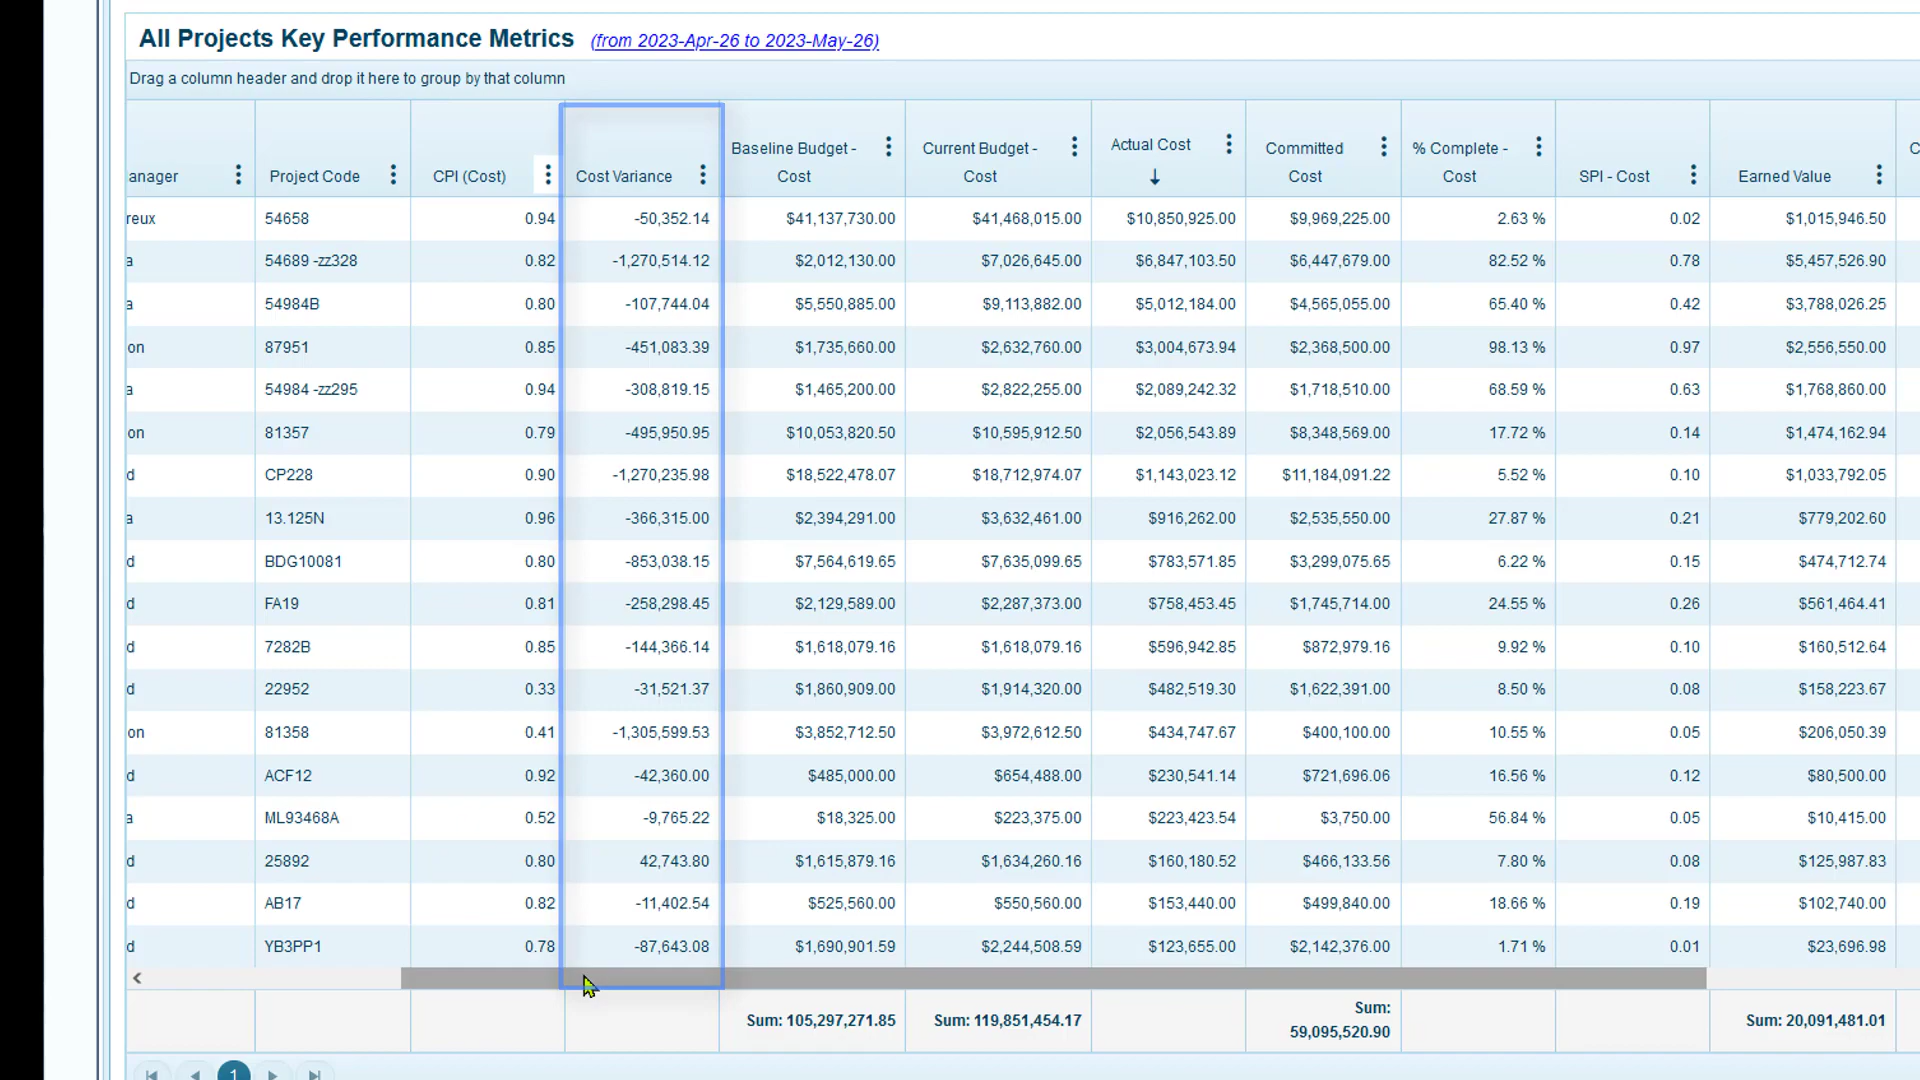 All Projects Key Performance Metrics (from 2023-Apr-26 to 2023-May-26)
Drag a column header and drop it here to group by that column
anager Project Code CPI (Cost) Cost Variance Baseline Budget - Cost Current Budget - Cost Actual Cost ↓ Committed Cost % Complete - Cost SPI - Cost Earned Value C
reux 54658 0.94 -50,352.14 $41,137,730.00 $41,468,015.00 $10,850,925.00 $9,969,225.00 2.63 % 0.02 $1,015,946.50
a 54689 -zz328 0.82 -1,270,514.12 $2,012,130.00 $7,026,645.00 $6,847,103.50 $6,447,679.00 82.52 % 0.78 $5,457,526.90
a 54984B 0.80 -107,744.04 $5,550,885.00 $9,113,882.00 $5,012,184.00 $4,565,055.00 65.40 % 0.42 $3,788,026.25
on 87951 0.85 -451,083.39 $1,735,660.00 $2,632,760.00 $3,004,673.94 $2,368,500.00 98.13 % 0.97 $2,556,550.00
a 54984 -zz295 0.94 -308,819.15 $1,465,200.00 $2,822,255.00 $2,089,242.32 $1,718,510.00 68.59 % 0.63 $1,768,860.00
on 81357 0.79 -495,950.95 $10,053,820.50 $10,595,912.50 $2,056,543.89 $8,348,569.00 17.72 % 0.14 $1,474,162.94
d CP228 0.90 -1,270,235.98 $18,522,478.07 $18,712,974.07 $1,143,023.12 $11,184,091.22 5.52 % 0.10 $1,033,792.05
a 13.125N 0.96 -366,315.00 $2,394,291.00 $3,632,461.00 $916,262.00 $2,535,550.00 27.87 % 0.21 $779,202.60
d BDG10081 0.80 -853,038.15 $7,564,619.65 $7,635,099.65 $783,571.85 $3,299,075.65 6.22 % 0.15 $474,712.74
d FA19 0.81 -258,298.45 $2,129,589.00 $2,287,373.00 $758,453.45 $1,745,714.00 24.55 % 0.26 $561,464.41
d 7282B 0.85 -144,366.14 $1,618,079.16 $1,618,079.16 $596,942.85 $872,979.16 9.92 % 0.10 $160,512.64
d 22952 0.33 -31,521.37 $1,860,909.00 $1,914,320.00 $482,519.30 $1,622,391.00 8.50 % 0.08 $158,223.67
on 81358 0.41 -1,305,599.53 $3,852,712.50 $3,972,612.50 $434,747.67 $400,100.00 10.55 % 0.05 $206,050.39
d ACF12 0.92 -42,360.00 $485,000.00 $654,488.00 $230,541.14 $721,696.06 16.56 % 0.12 $80,500.00
a ML93468A 0.52 -9,765.22 $18,325.00 $223,375.00 $223,423.54 $3,750.00 56.84 % 0.05 $10,415.00
d 25892 0.80 42,743.80 $1,615,879.16 $1,634,260.16 $160,180.52 $466,133.56 7.80 % 0.08 $125,987.83
d AB17 0.82 -11,402.54 $525,560.00 $550,560.00 $153,440.00 $499,840.00 18.66 % 0.19 $102,740.00
d YB3PP1 0.78 -87,643.08 $1,690,901.59 $2,244,508.59 $123,655.00 $2,142,376.00 1.71 % 0.01 $23,696.98
Sum: 105,297,271.85 Sum: 119,851,454.17 Sum: 59,095,520.90 Sum: 20,091,481.01
1